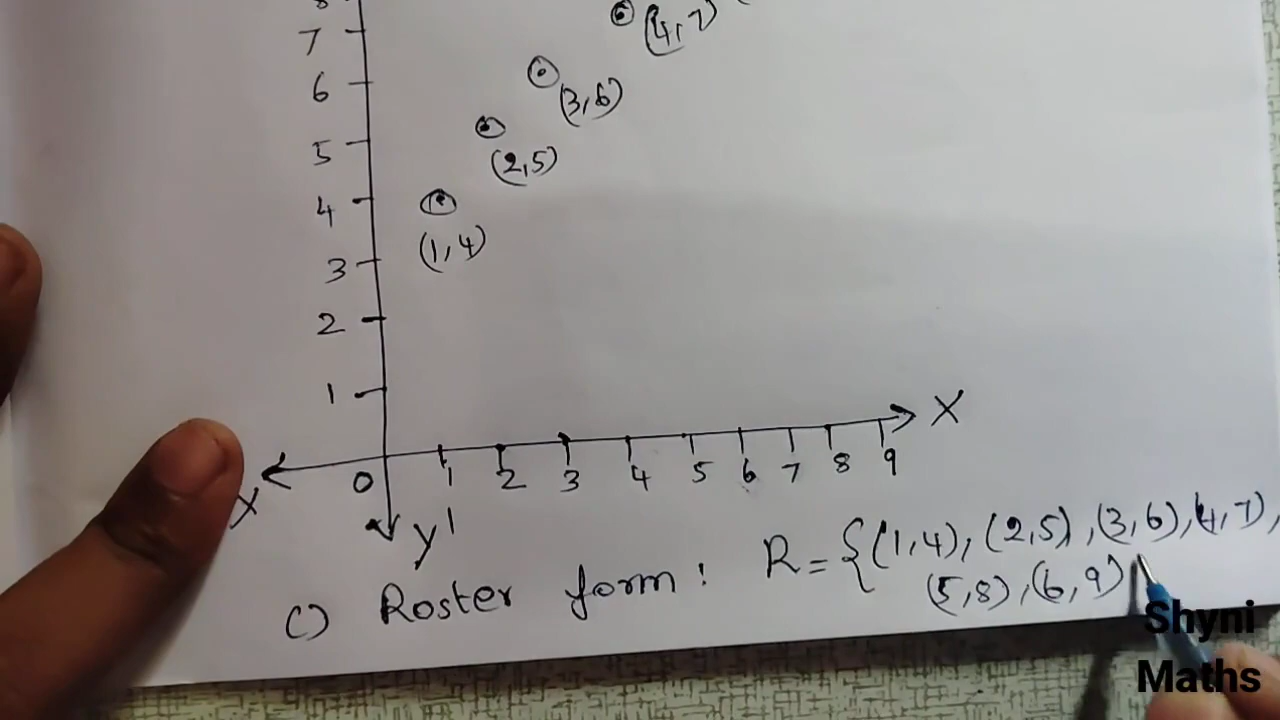 8
7
(4,7)
6
(3,6)
5
(2,5)
4
(1,4)
3
2
1
X
0 1 2 3 4 5 6 7 8 9
X
y'
C) Roster form : R = {(1,4), (2,5), (3,6), (4,7),
(5,8), (6,9)
Shyni
Maths